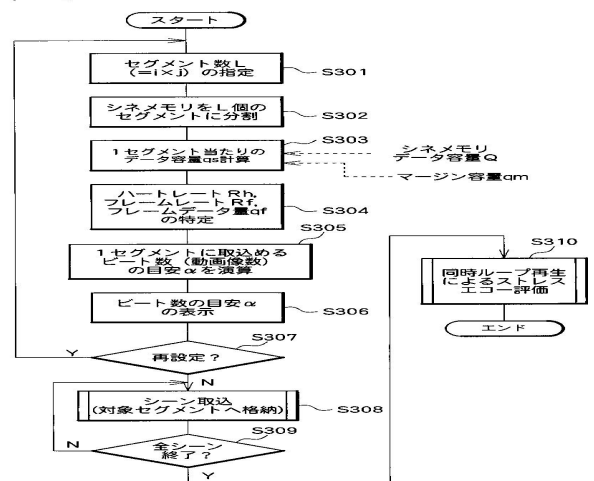 スタート
セグメント数L
(=i×j)の指定
S301
シネメモリをL個の
セグメントに分割
S302
S303
1セグメント当たりの
データ容量qs計算
シネメモリ
データ容量Q
マージン容量qm
ハートレートRh,
フレームレートRf,
フレームデータ量qf
の特定
S304
S305
1セグメントに取込める
ビート数(動画像数)
の目安αを演算
ビート数の目安α
の表示
S306
S307
再設定?
Y
N
シーン取込
(対象セグメントへ格納)
S308
S309
全シーン
終了?
N
Y
S310
同時ループ再生
によるストレス
エコー評価
エンド